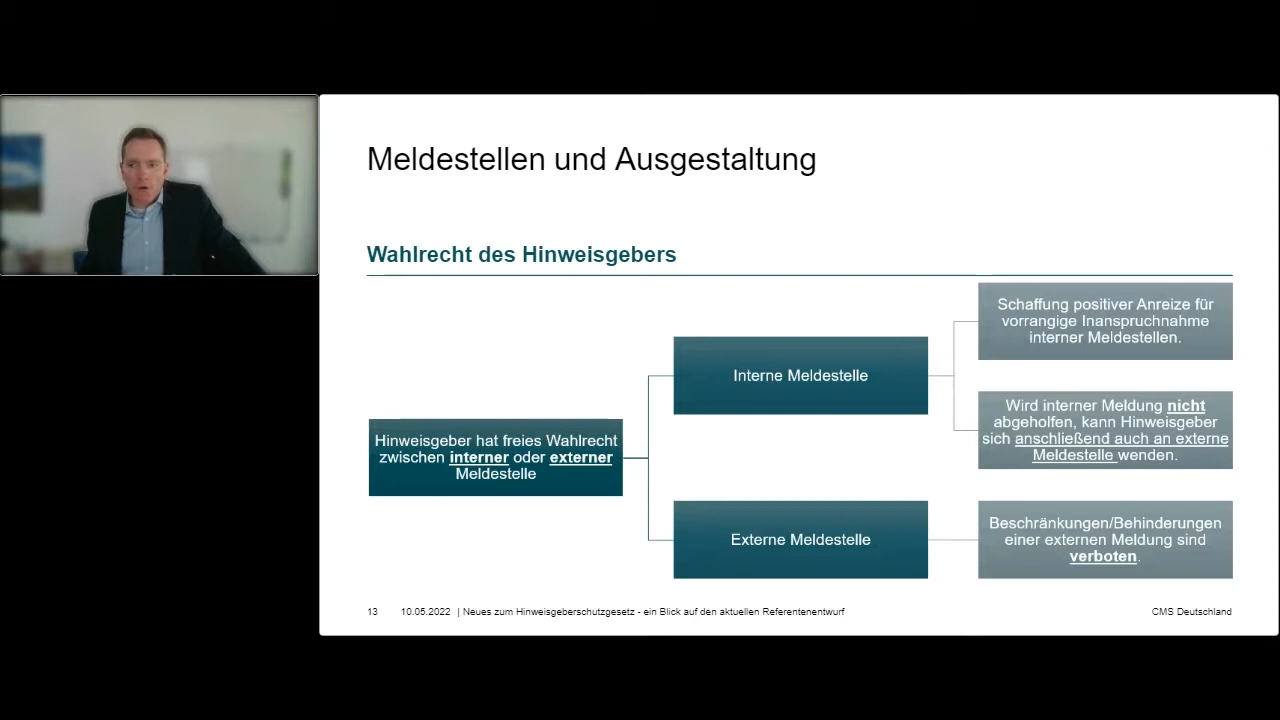 Meldestellen und Ausgestaltung
Wahlrecht des Hinweisgebers
Hinweisgeber hat freies Wahlrecht
zwischen interner oder externer
Meldestelle
Interne Meldestelle
Schaffung positiver Anreize für
vorrangige Inanspruchnahme
interner Meldestellen.
Wird interner Meldung nicht
abgeholfen, kann Hinweisgeber
sich anschließend auch an externe
Meldestelle wenden.
Externe Meldestelle
Beschränkungen/Behinderungen
einer externen Meldung sind
verboten.
13 10.05.2022 | Neues zum Hinweisgeberschutzgesetz - ein Blick auf den aktuellen Referentenentwurf CMS Deutschland